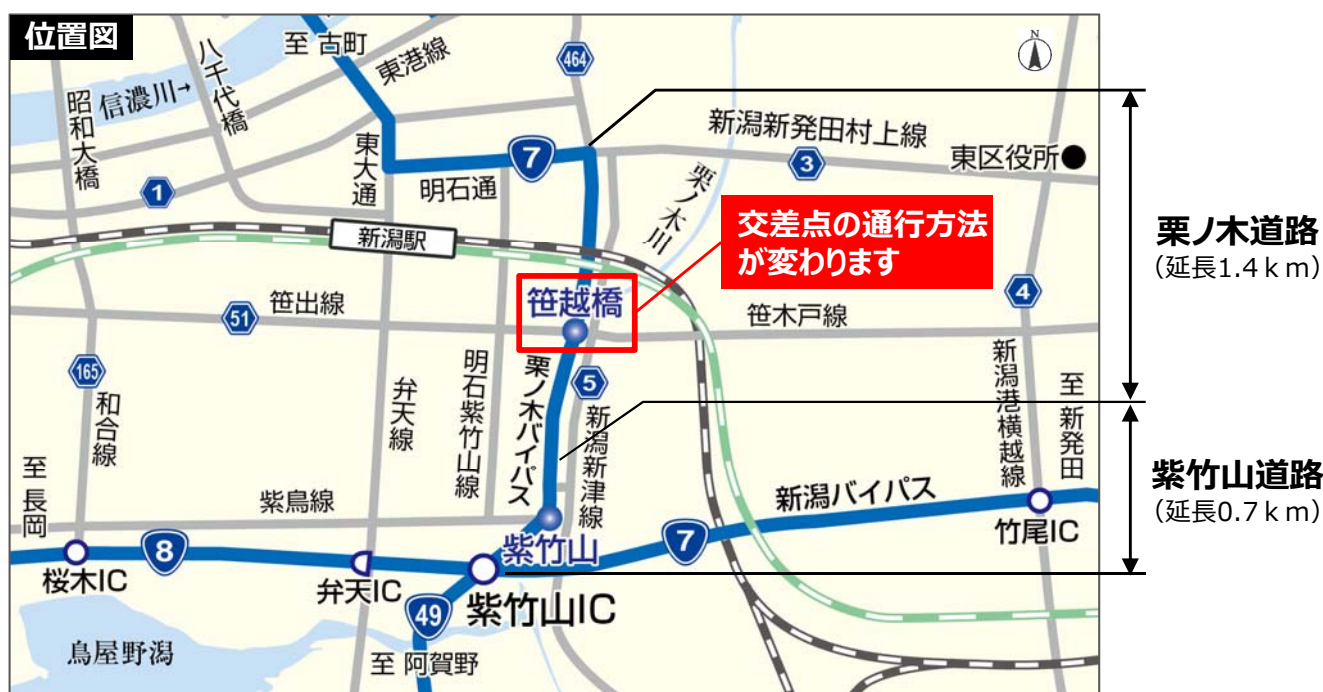 位置図
至 古町
八千代橋
東港線
464
信濃川→
昭和大橋
東大通
7
新潟新発田村上線
3
東区役所
1
明石通
栗ノ木川
新潟駅
交差点の通行方法
が変わります
栗ノ木道路
（延長1.4ｋｍ）
笹越橋
4
51
笹出線
笹木戸線
165
和合線
弁天線
明石紫竹山線
栗ノ木バイパス
5
新潟新津線
新潟港横越線
至 新発田
至 長岡
紫鳥線
新潟バイパス
紫竹山道路
（延長0.7ｋｍ）
竹尾IC
8
7
紫竹山
桜木IC
弁天IC
紫竹山IC
49
鳥屋野潟
至 阿賀野